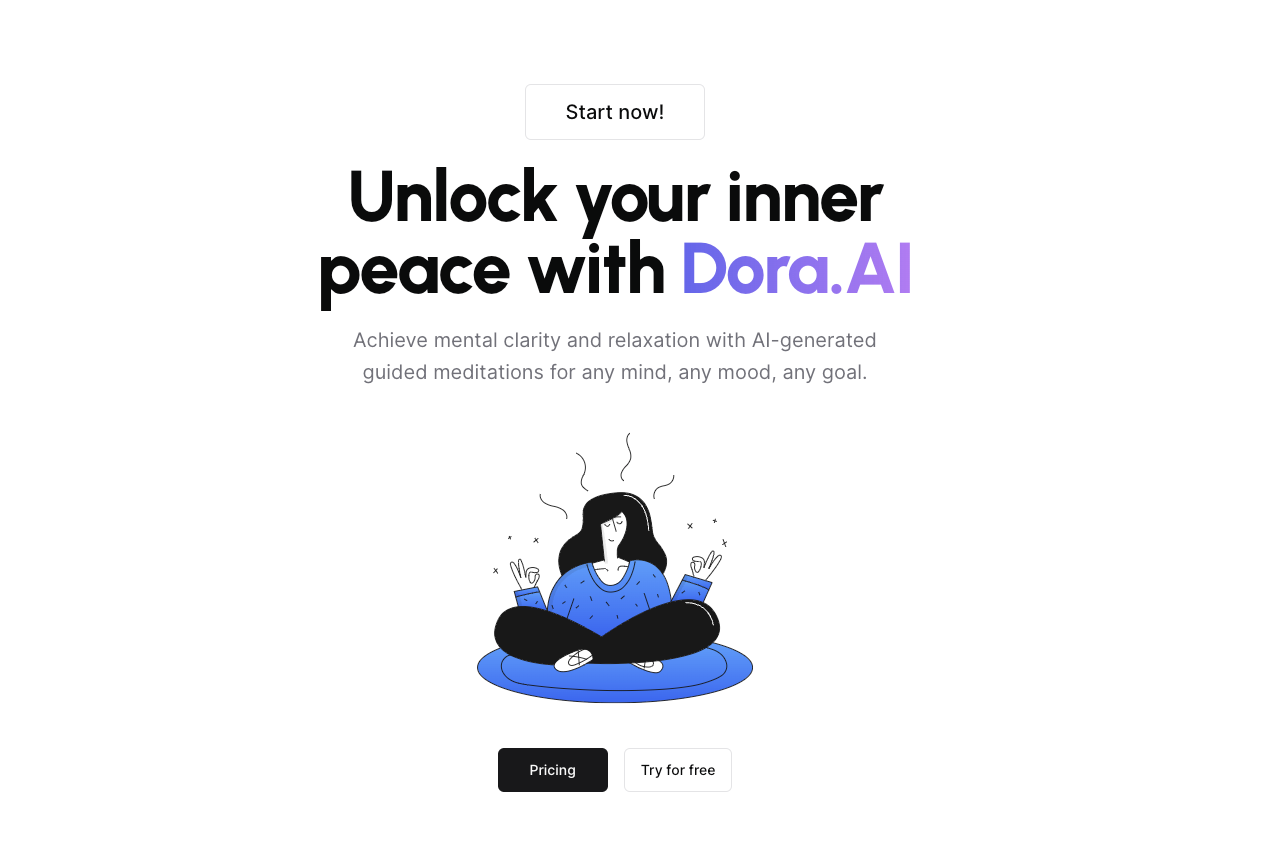 Start now!
Unlock your inner
peace with Dora.AI
Achieve mental clarity and relaxation with AI-generated
guided meditations for any mind, any mood, any goal.
Pricing
Try for free